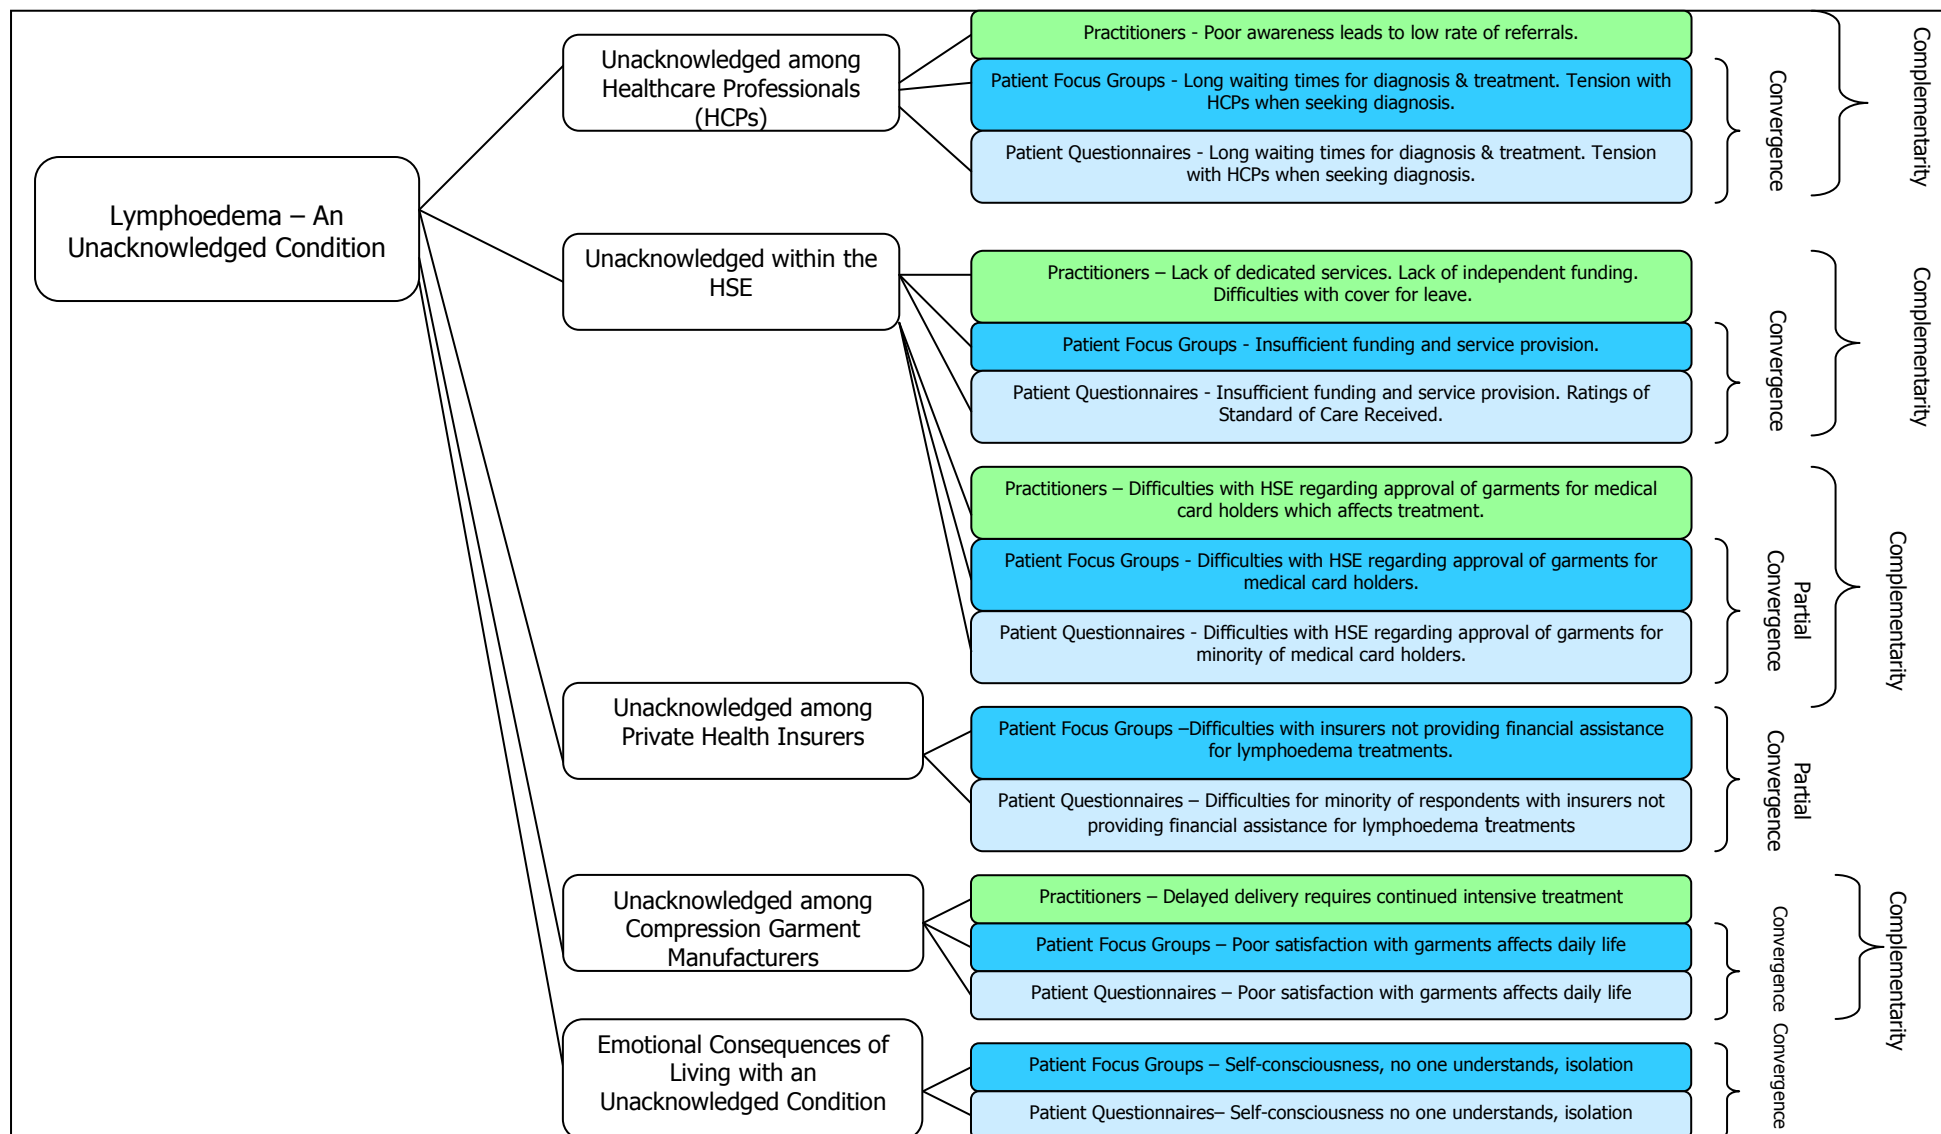 Lymphoedema – An
Unacknowledged Condition
Unacknowledged among
Healthcare Professionals
(HCPs)
Practitioners - Poor awareness leads to low rate of referrals.
Patient Focus Groups - Long waiting times for diagnosis & treatment. Tension with
HCPs when seeking diagnosis.
Patient Questionnaires - Long waiting times for diagnosis & treatment. Tension
with HCPs when seeking diagnosis.
Convergence
Complementarity
Unacknowledged within the
HSE
Practitioners – Lack of dedicated services. Lack of independent funding.
Difficulties with cover for leave.
Patient Focus Groups - Insufficient funding and service provision.
Patient Questionnaires - Insufficient funding and service provision. Ratings of
Standard of Care Received.
Convergence
Complementarity
Practitioners – Difficulties with HSE regarding approval of garments for medical
card holders which affects treatment.
Patient Focus Groups - Difficulties with HSE regarding approval of garments for
medical card holders.
Patient Questionnaires - Difficulties with HSE regarding approval of garments for
minority of medical card holders.
Partial
Convergence
Complementarity
Unacknowledged among
Private Health Insurers
Patient Focus Groups –Difficulties with insurers not providing financial assistance
for lymphoedema treatments.
Patient Questionnaires – Difficulties for minority of respondents with insurers not
providing financial assistance for lymphoedema treatments
Partial
Convergence
Unacknowledged among
Compression Garment
Manufacturers
Practitioners – Delayed delivery requires continued intensive treatment
Patient Focus Groups – Poor satisfaction with garments affects daily life
Patient Questionnaires – Poor satisfaction with garments affects daily life
Convergence
Complementarity
Emotional Consequences of
Living with an
Unacknowledged Condition
Patient Focus Groups – Self-consciousness, no one understands, isolation
Patient Questionnaires– Self-consciousness no one understands, isolation
Convergence